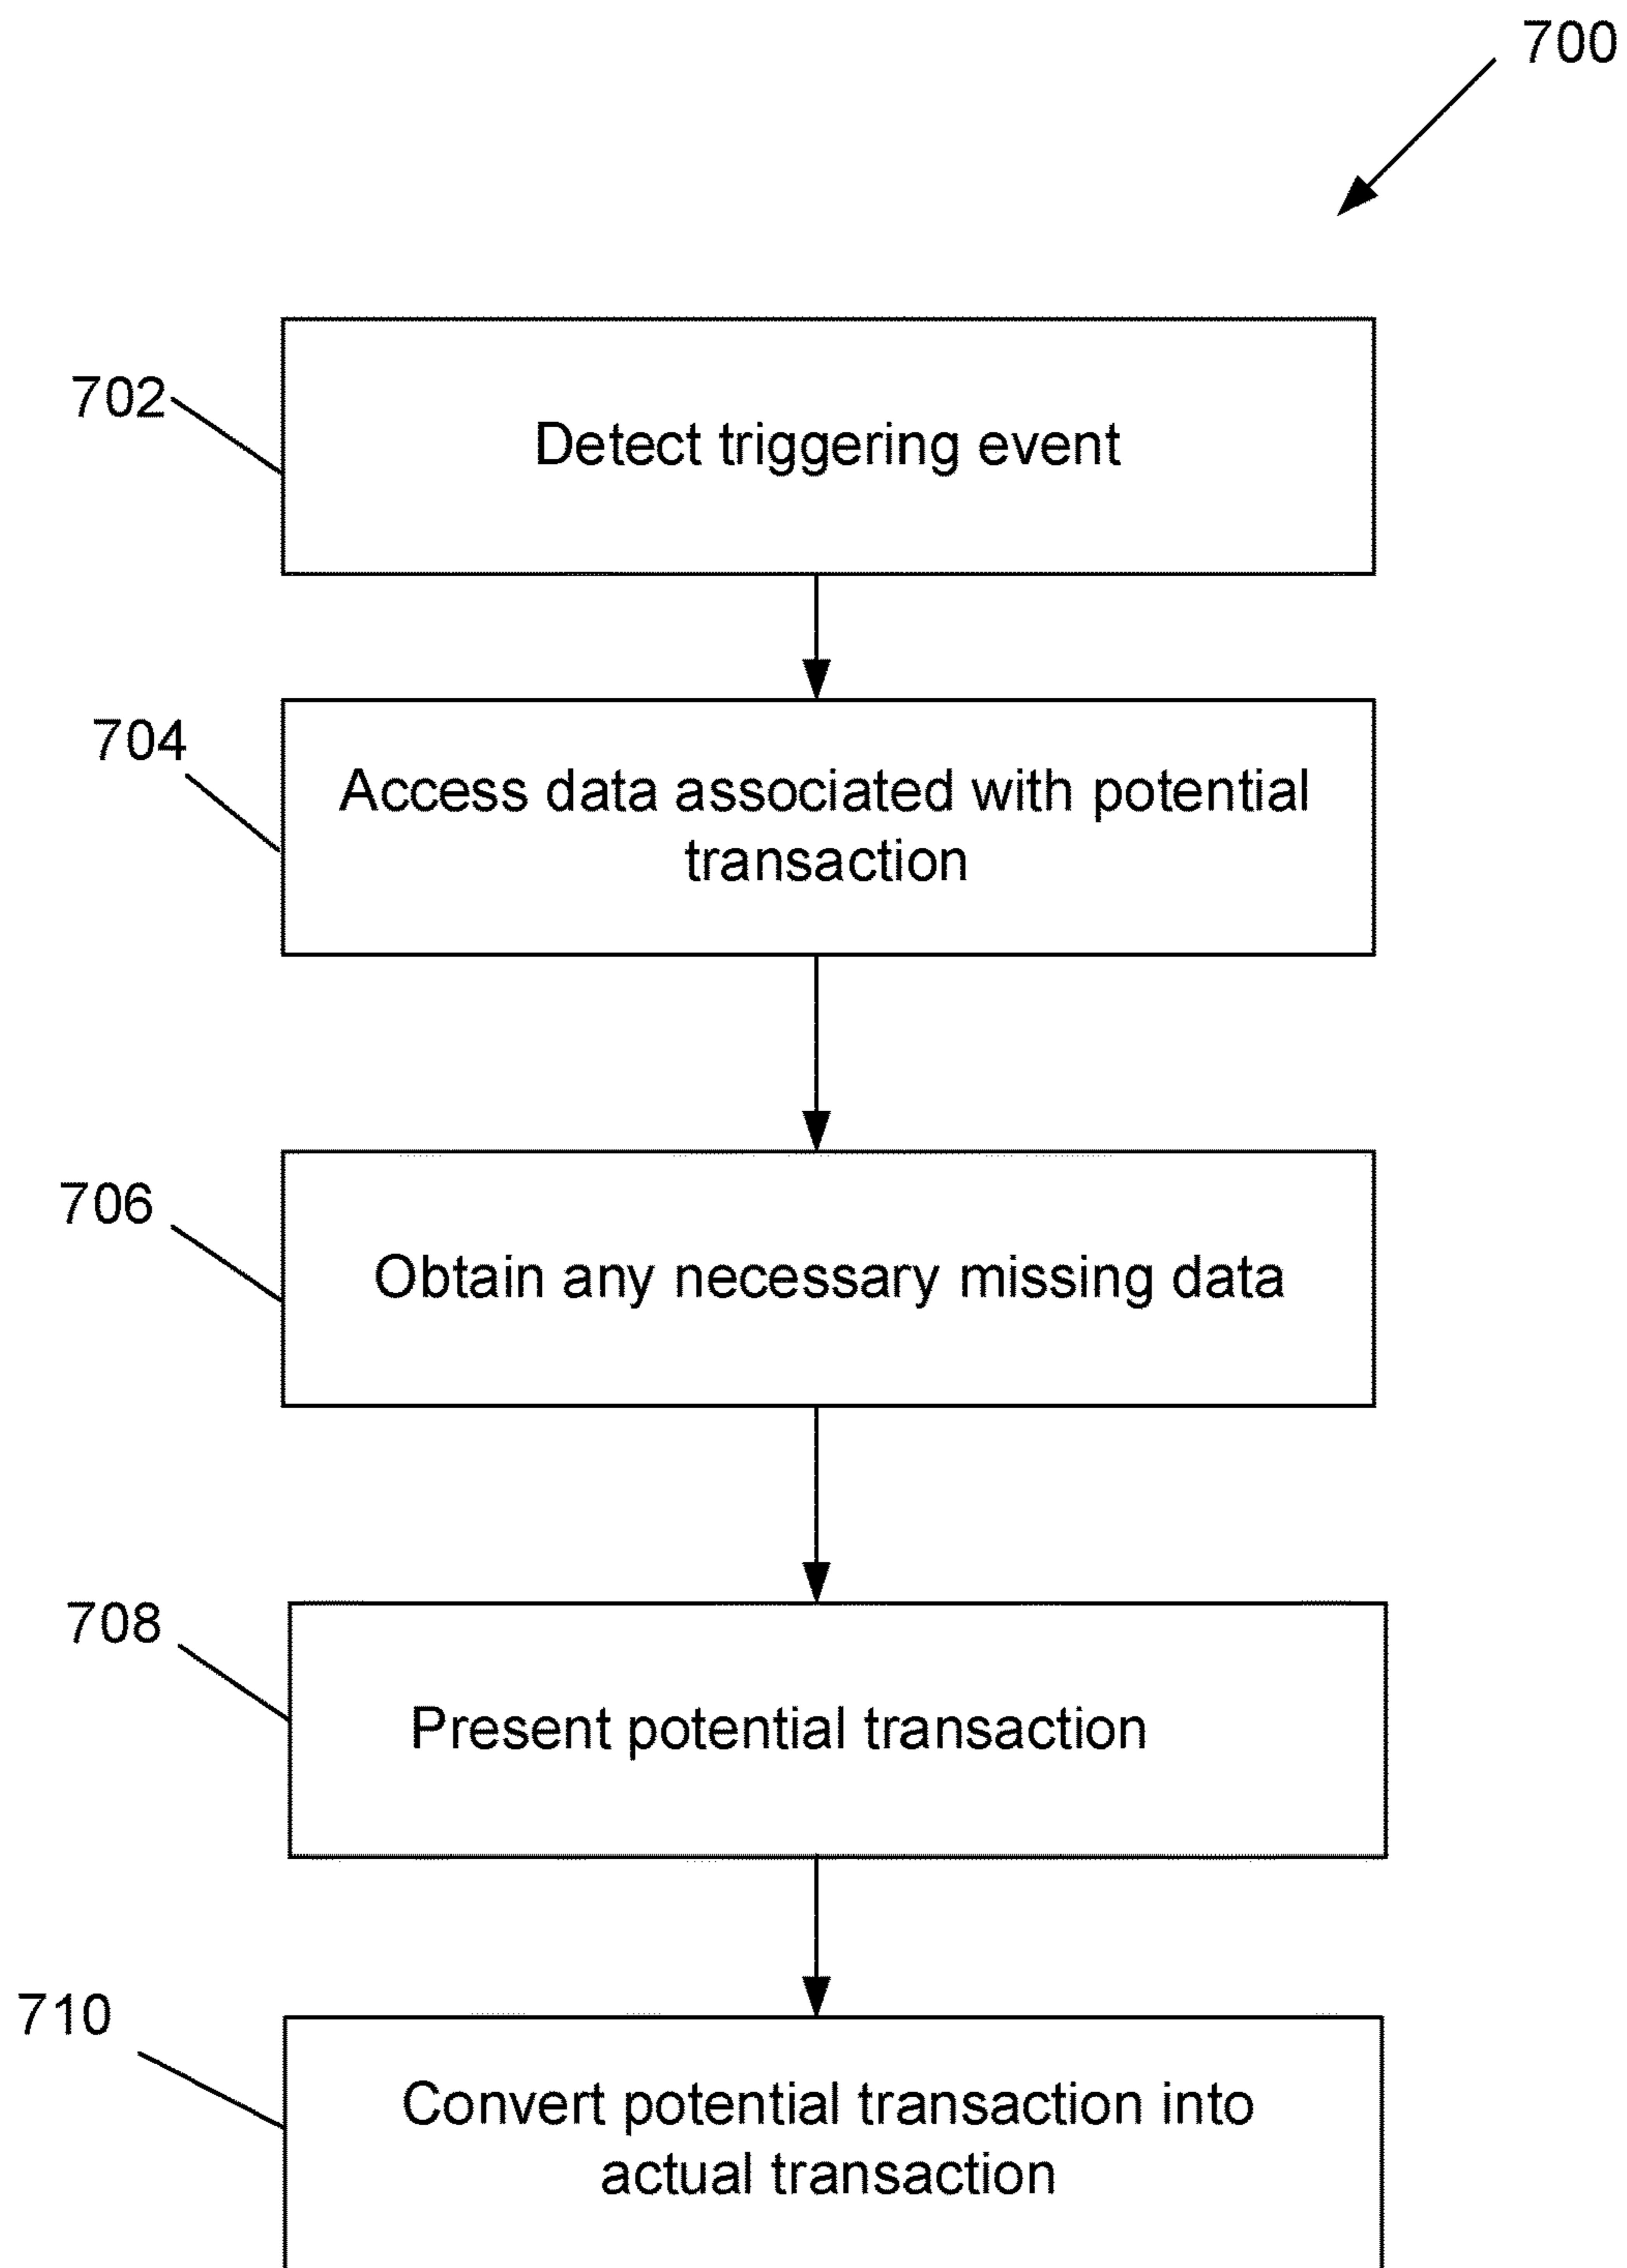 700
702
Detect triggering event
704
Access data associated with potential
transaction
706
Obtain any necessary missing data
708
Present potential transaction
710
Convert potential transaction into
actual transaction